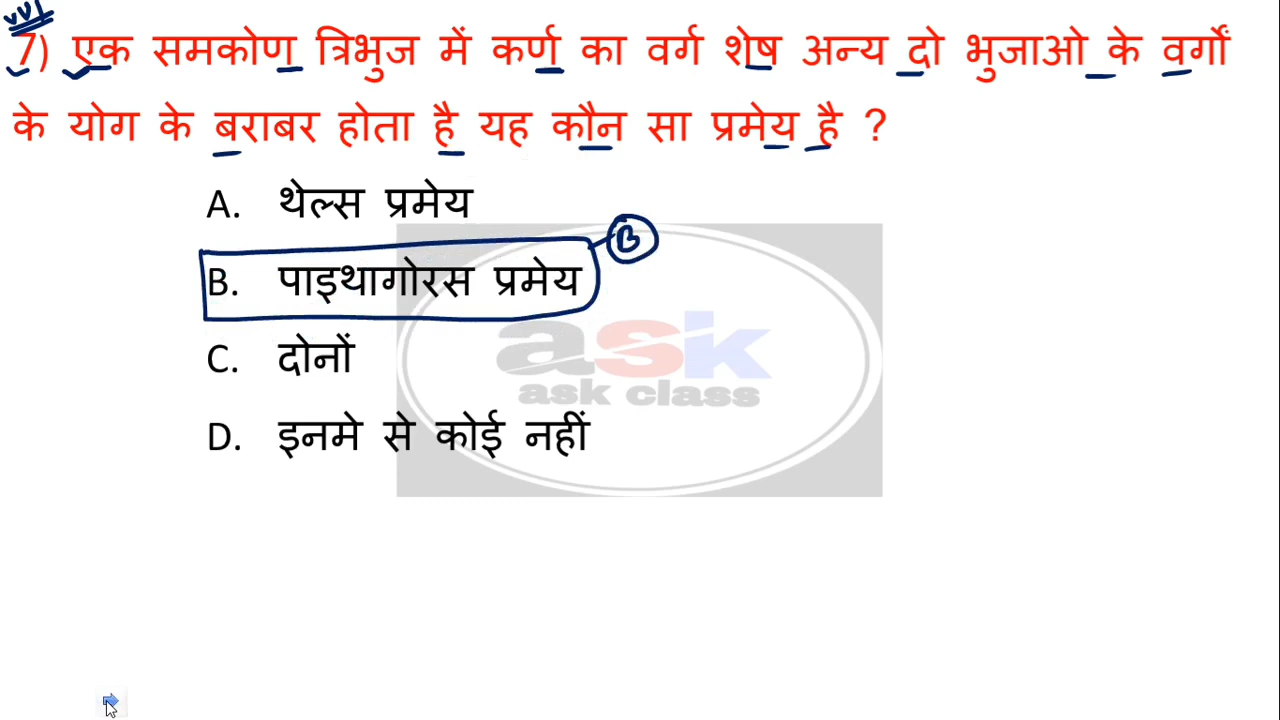 VVI
7) एक समकोण त्रिभुज में कर्ण का वर्ग शेष अन्य दो भुजाओ के वर्गों
के योग के बराबर होता है यह कौन सा प्रमेय है ?
A. थेल्स प्रमेय
B
B. पाइथागोरस प्रमेय
C. दोनों
ask
ask class
D. इनमे से कोई नहीं